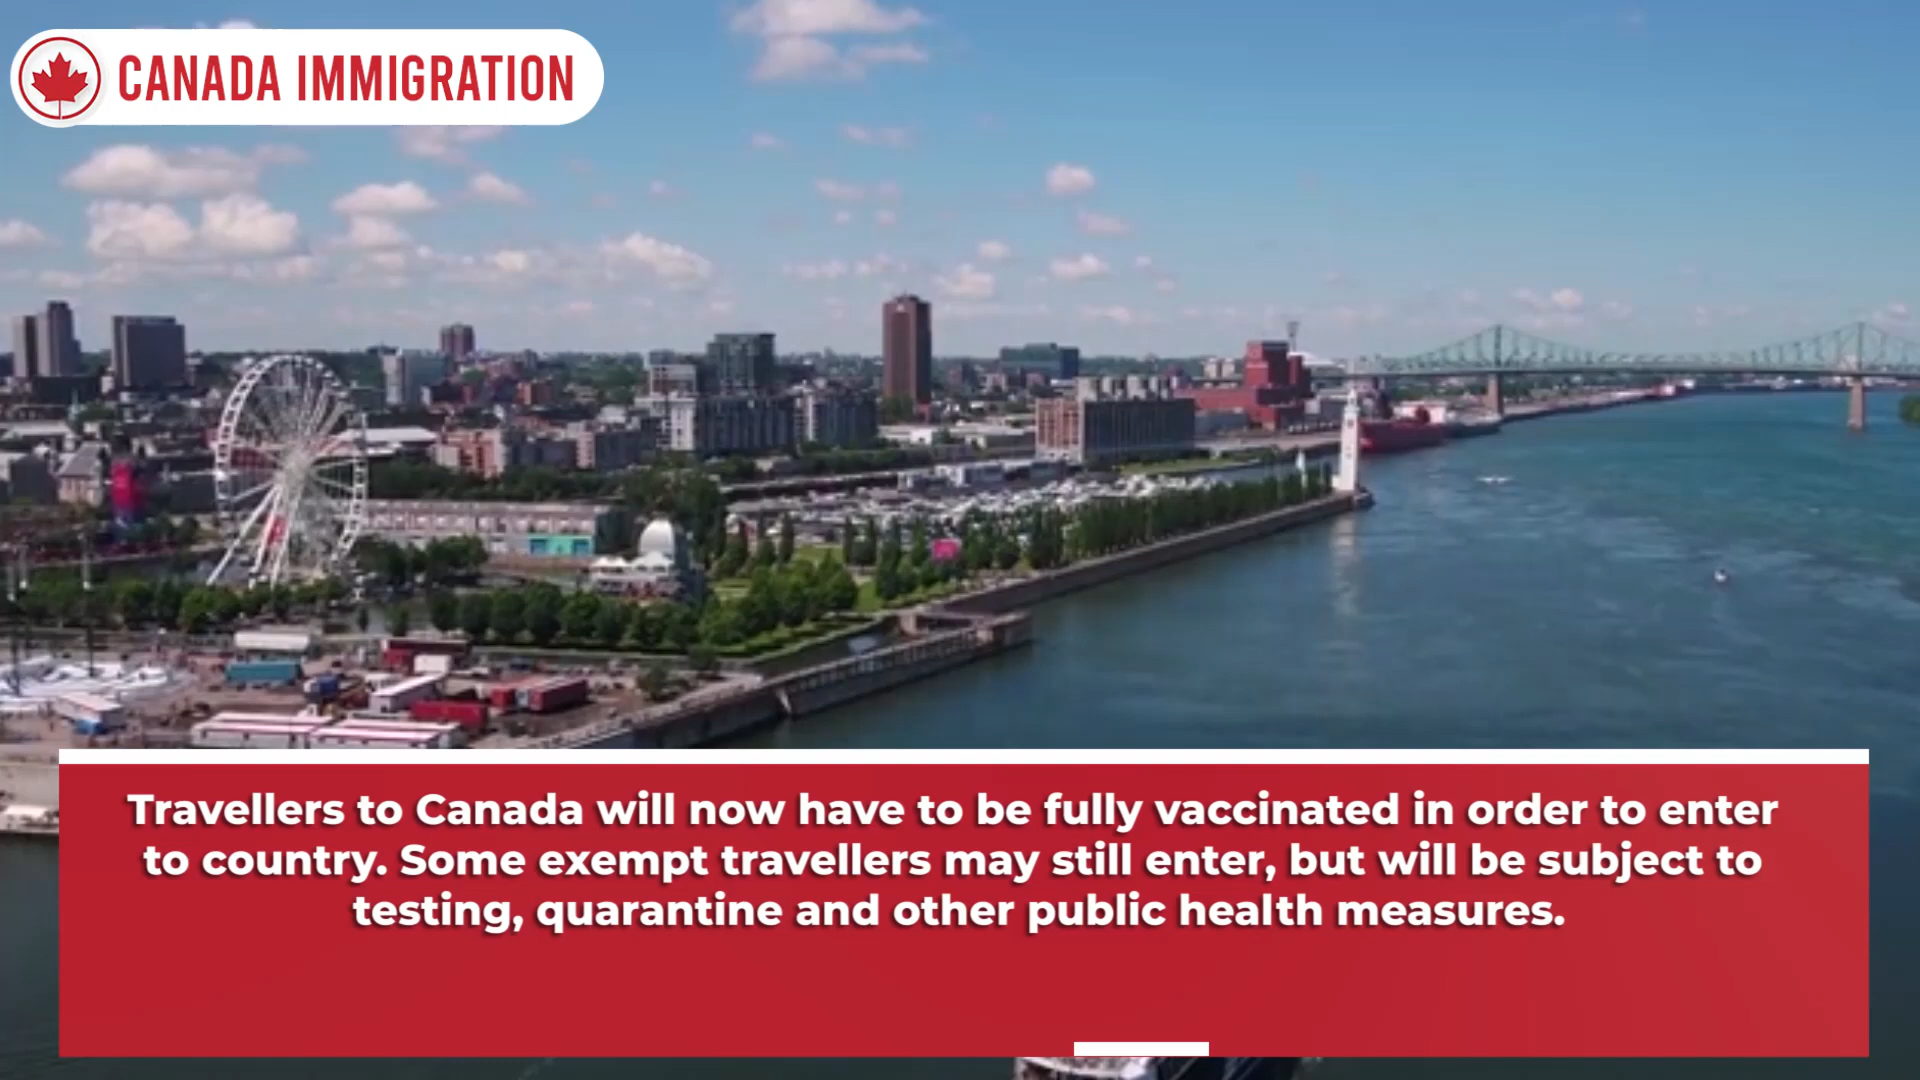 CANADA IMMIGRATION
Travellers to Canada will now have to be fully vaccinated in order to enter
to country. Some exempt travellers may still enter, but will be subject to
testing, quarantine and other public health measures.